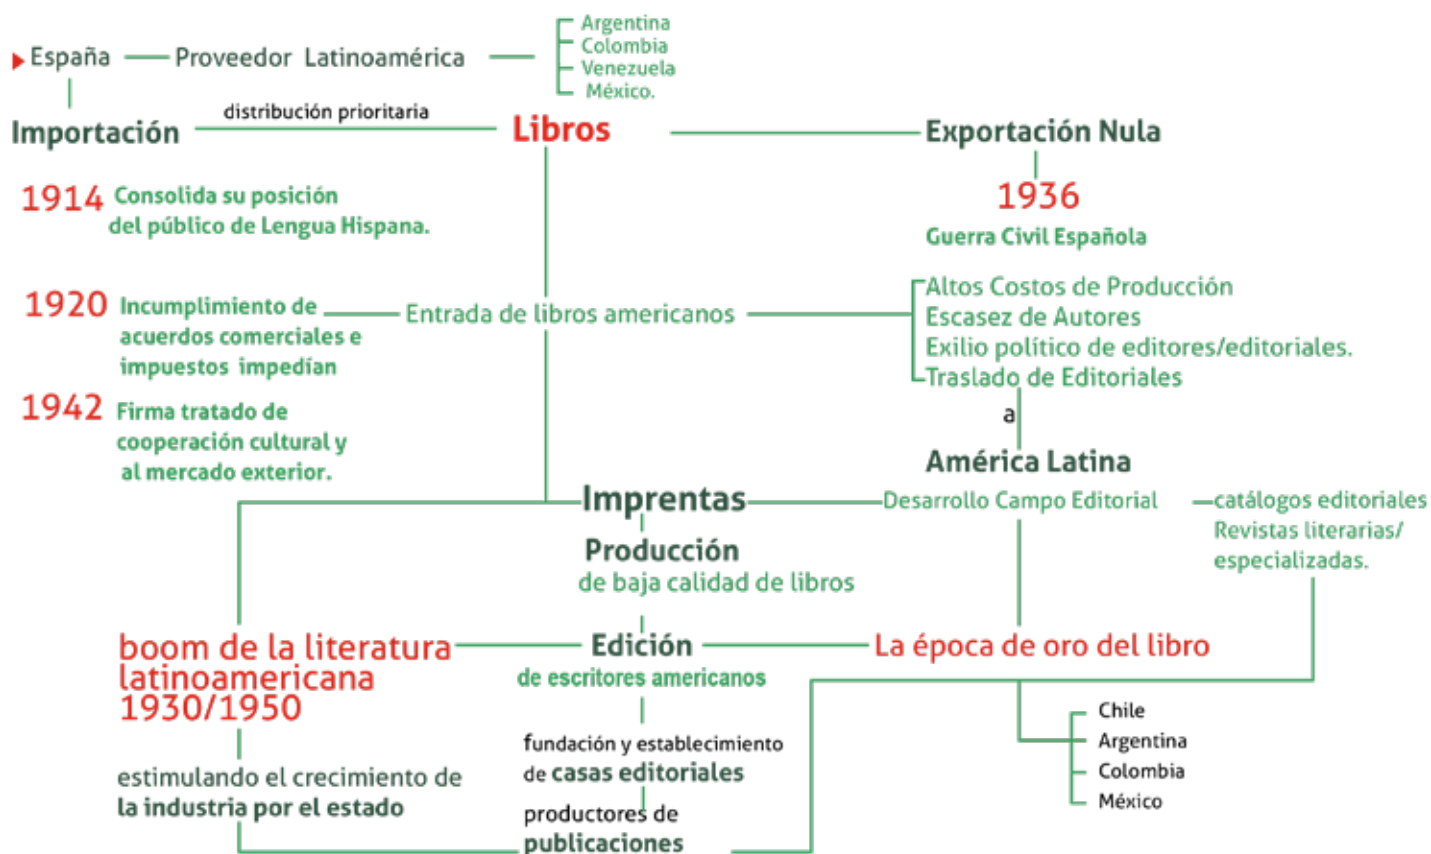 España
Proveedor Latinoamérica
Argentina
Colombia
Venezuela
México.
Importación
distribución prioritaria
Libros
Exportación Nula
1914 Consolida su posición
del público de Lengua Hispana.
1936
Guerra Civil Española
1920 Incumplimiento de
acuerdos comerciales e
impuestos impedían
Entrada de libros americanos
Altos Costos de Producción
Escasez de Autores
Exilio político de editores/editoriales.
Traslado de Editoriales
a
América Latina
1942 Firma tratado de
cooperación cultural y
al mercado exterior.
Imprentas
Desarrollo Campo Editorial
catálogos editoriales
Revistas literarias/
especializadas.
Producción
de baja calidad de libros
boom de la literatura
latinoamericana
1930/1950
Edición
de escritores americanos
La época de oro del libro
Chile
Argentina
Colombia
México
fundación y establecimiento
de casas editoriales
estimulando el crecimiento de
la industria por el estado
productores de
publicaciones